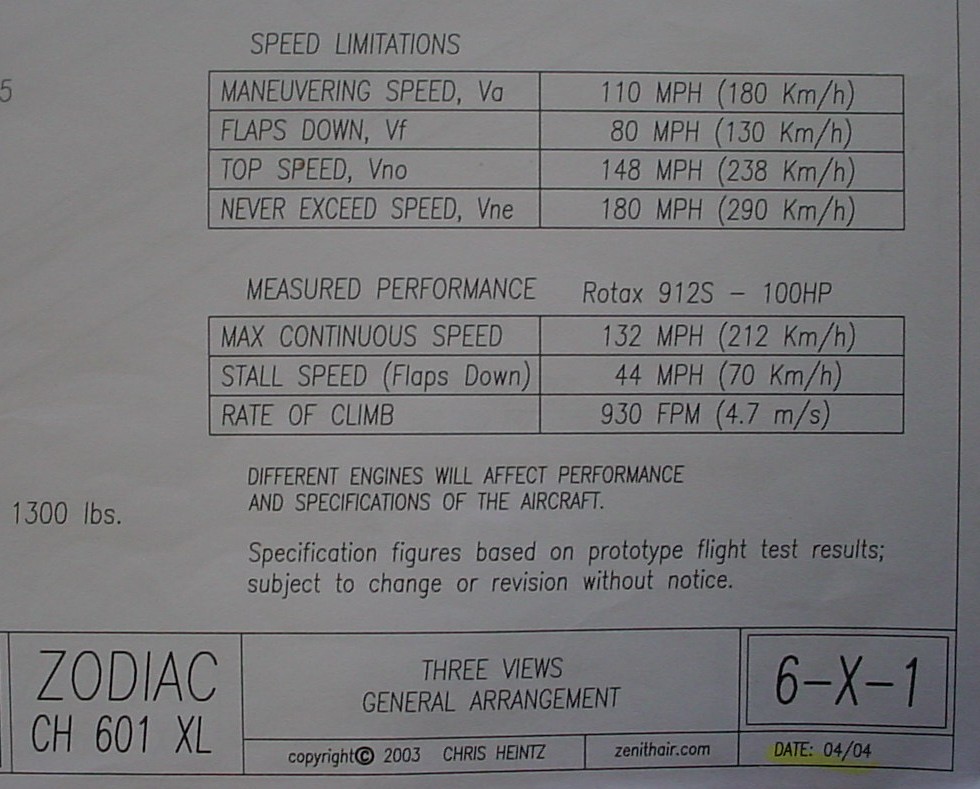 SPEED LIMITATIONS
5
MANEUVERING SPEED, Va 110 MPH (180 Km/h)
FLAPS DOWN, Vf 80 MPH (130 Km/h)
TOP SPEED, Vno 148 MPH (238 Km/h)
NEVER EXCEED SPEED, Vne 180 MPH (290 Km/h)
MEASURED PERFORMANCE Rotax 912S - 100HP
MAX CONTINUOUS SPEED 132 MPH (212 Km/h)
STALL SPEED (Flaps Down) 44 MPH (70 Km/h)
RATE OF CLIMB 930 FPM (4.7 m/s)
DIFFERENT ENGINES WILL AFFECT PERFORMANCE
AND SPECIFICATIONS OF THE AIRCRAFT.
1300 lbs.
Specification figures based on prototype flight test results;
subject to change or revision without notice.
ZODIAC
CH 601 XL
THREE VIEWS
GENERAL ARRANGEMENT
6-X-1
copyright© 2003 CHRIS HEINTZ
zenithair.com
DATE: 04/04